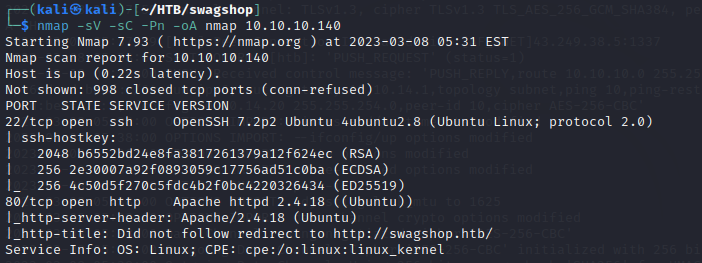 ┌──(kali㉿kali)-[~/HTB/swagshop]
└─$ nmap -sV -sC -Pn -oA nmap 10.10.10.140
Starting Nmap 7.93 ( https://nmap.org ) at 2023-03-08 05:31 EST
Nmap scan report for 10.10.10.140
Host is up (0.22s latency).
Not shown: 998 closed tcp ports (conn-refused)
PORT   STATE SERVICE VERSION
22/tcp open  ssh     OpenSSH 7.2p2 Ubuntu 4ubuntu2.8 (Ubuntu Linux; protocol 2.0)
| ssh-hostkey:
|   2048 b6552bd24e8fa3817261379a12f624ec (RSA)
|   256 2e30007a92f0893059c17756ad51c0ba (ECDSA)
|_  256 4c50d5f270c5fdc4b2f0bc4220326434 (ED25519)
80/tcp open  http    Apache httpd 2.4.18 ((Ubuntu))
|_http-server-header: Apache/2.4.18 (Ubuntu)
|_http-title: Did not follow redirect to http://swagshop.htb/
Service Info: OS: Linux; CPE: cpe:/o:linux:linux_kernel